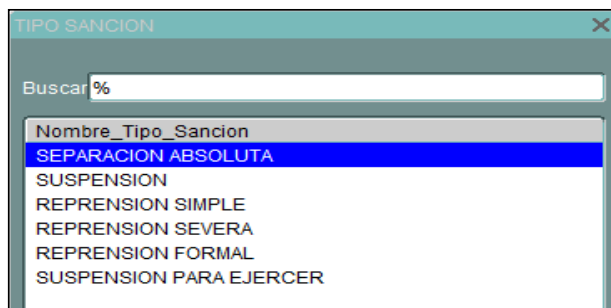 TIPO SANCION
Buscar %
Nombre_Tipo_Sancion
SEPARACION ABSOLUTA
SUSPENSION
REPRENSION SIMPLE
REPRENSION SEVERA
REPRENSION FORMAL
SUSPENSION PARA EJERCER